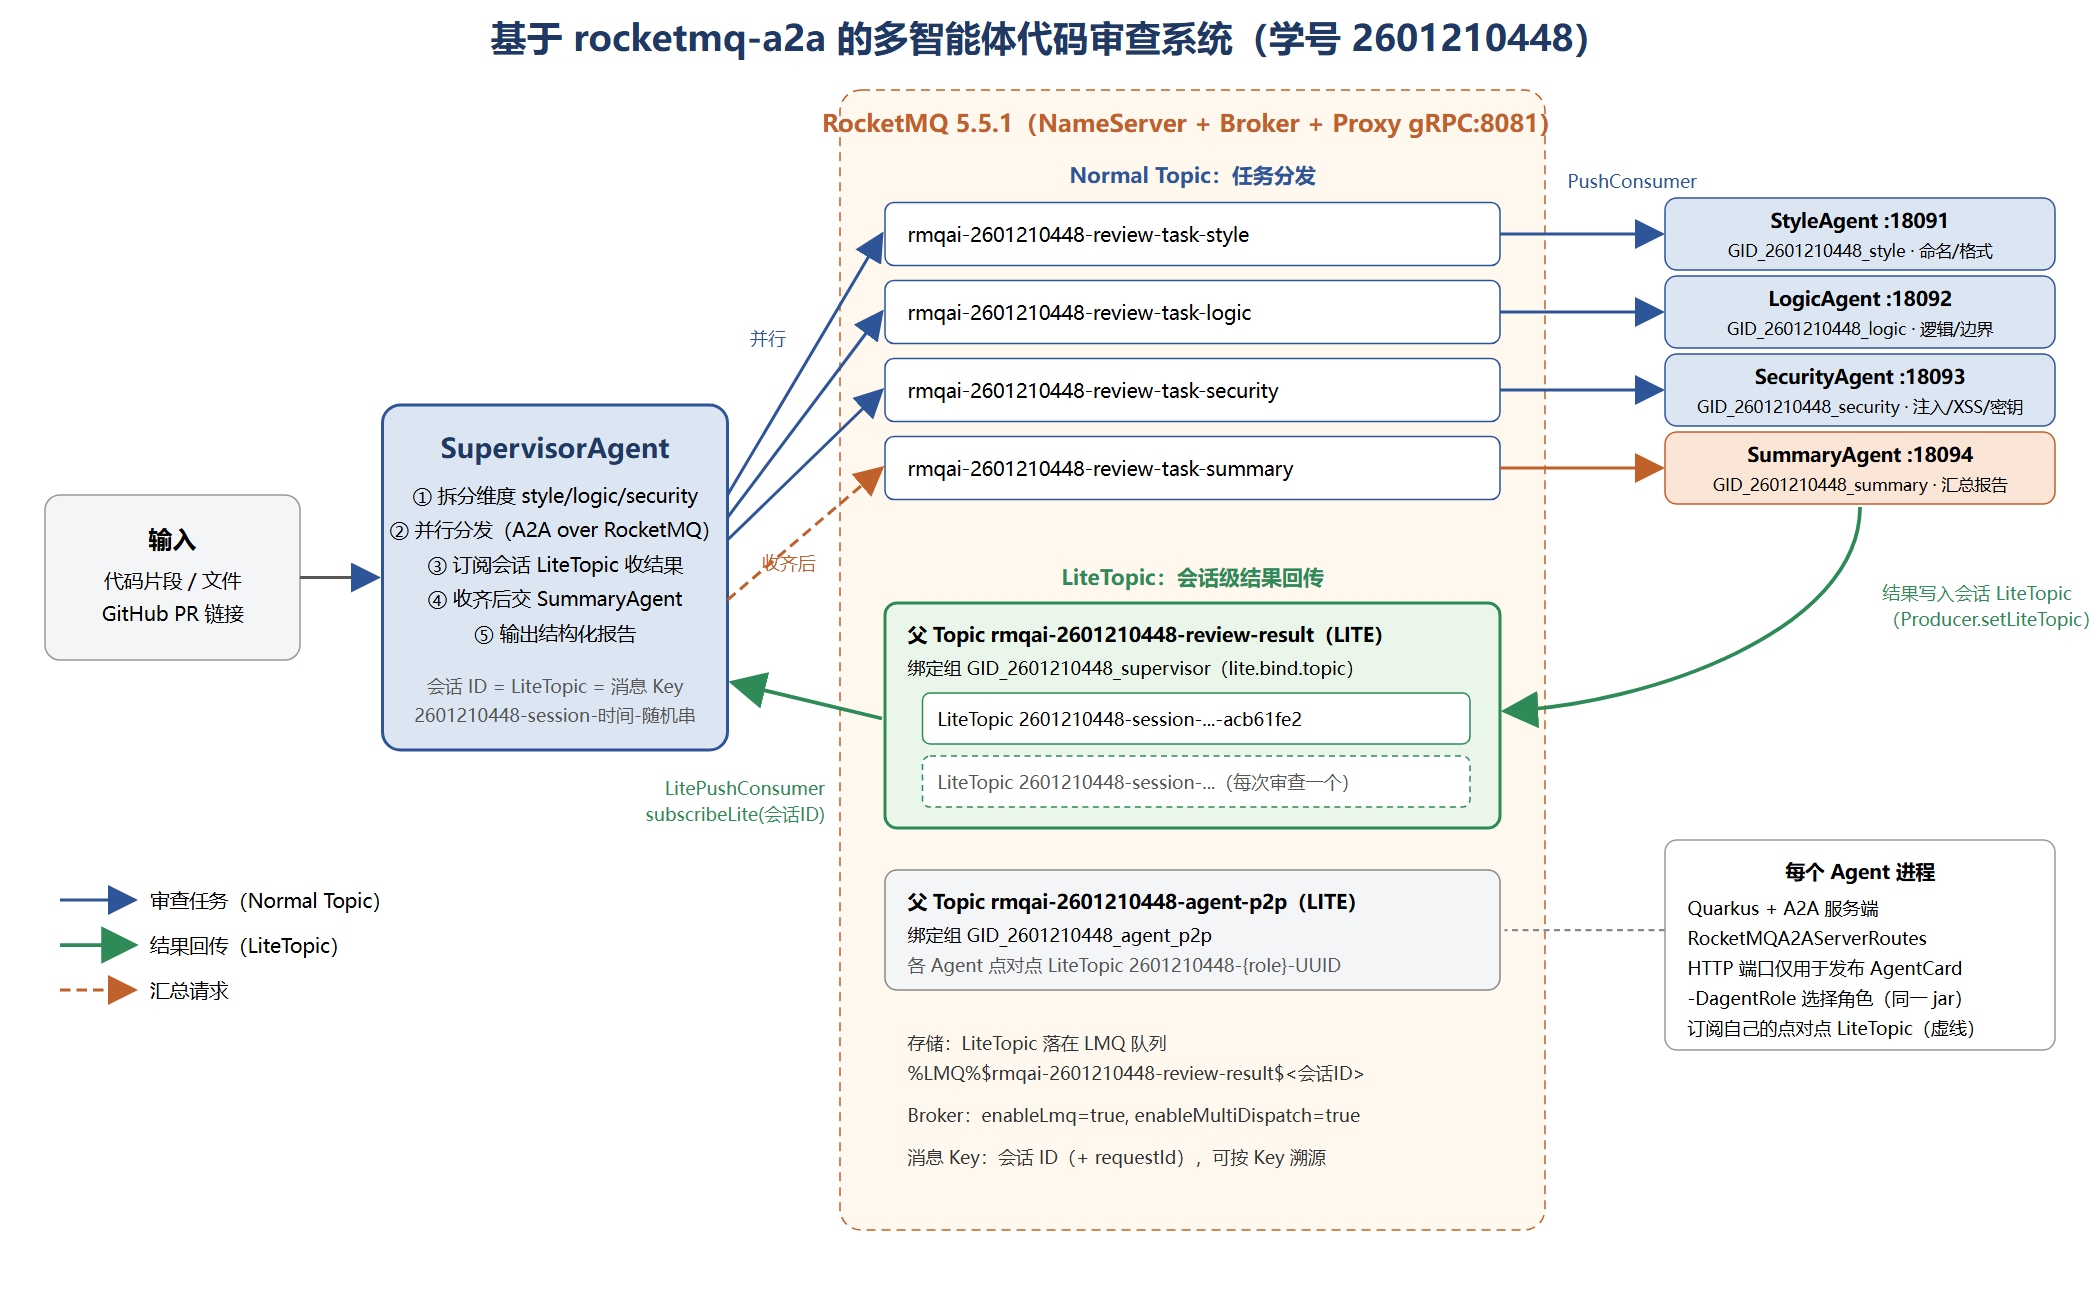 基于 rocketmq-a2a 的多智能体代码审查系统（学号 2601210448）
RocketMQ 5.5.1（NameServer + Broker + Proxy gRPC:8081）
Normal Topic：任务分发
PushConsumer
rmqai-2601210448-review-task-style
StyleAgent :18091
GID_2601210448_style · 命名/格式
rmqai-2601210448-review-task-logic
LogicAgent :18092
GID_2601210448_logic · 逻辑/边界
并行
rmqai-2601210448-review-task-security
SecurityAgent :18093
GID_2601210448_security · 注入/XSS/密钥
rmqai-2601210448-review-task-summary
SummaryAgent :18094
GID_2601210448_summary · 汇总报告
SupervisorAgent
① 拆分维度 style/logic/security
② 并行分发（A2A over RocketMQ）
③ 订阅会话 LiteTopic 收结果
④ 收齐后交 SummaryAgent
⑤ 输出结构化报告
会话 ID = LiteTopic = 消息 Key
2601210448-session-时间-随机串
输入
代码片段 / 文件
GitHub PR 链接
收齐后
LiteTopic：会话级结果回传
结果写入会话 LiteTopic
（Producer.setLiteTopic）
父 Topic rmqai-2601210448-review-result（LITE）
绑定组 GID_2601210448_supervisor（lite.bind.topic）
LiteTopic 2601210448-session-...-acb61fe2
LiteTopic 2601210448-session-...（每次审查一个）
LitePushConsumer
subscribeLite(会话ID)
父 Topic rmqai-2601210448-agent-p2p（LITE）
绑定组 GID_2601210448_agent_p2p
各 Agent 点对点 LiteTopic 2601210448-{role}-UUID
每个 Agent 进程
Quarkus + A2A 服务端
RocketMQA2AServerRoutes
HTTP 端口仅用于发布 AgentCard
-DagentRole 选择角色（同一 jar）
订阅自己的点对点 LiteTopic（虚线）
审查任务（Normal Topic）
结果回传（LiteTopic）
汇总请求
存储：LiteTopic 落在 LMQ 队列
%LMQ%$rmqai-2601210448-review-result$<会话ID>
Broker：enableLmq=true, enableMultiDispatch=true
消息 Key：会话 ID（+ requestId），可按 Key 溯源